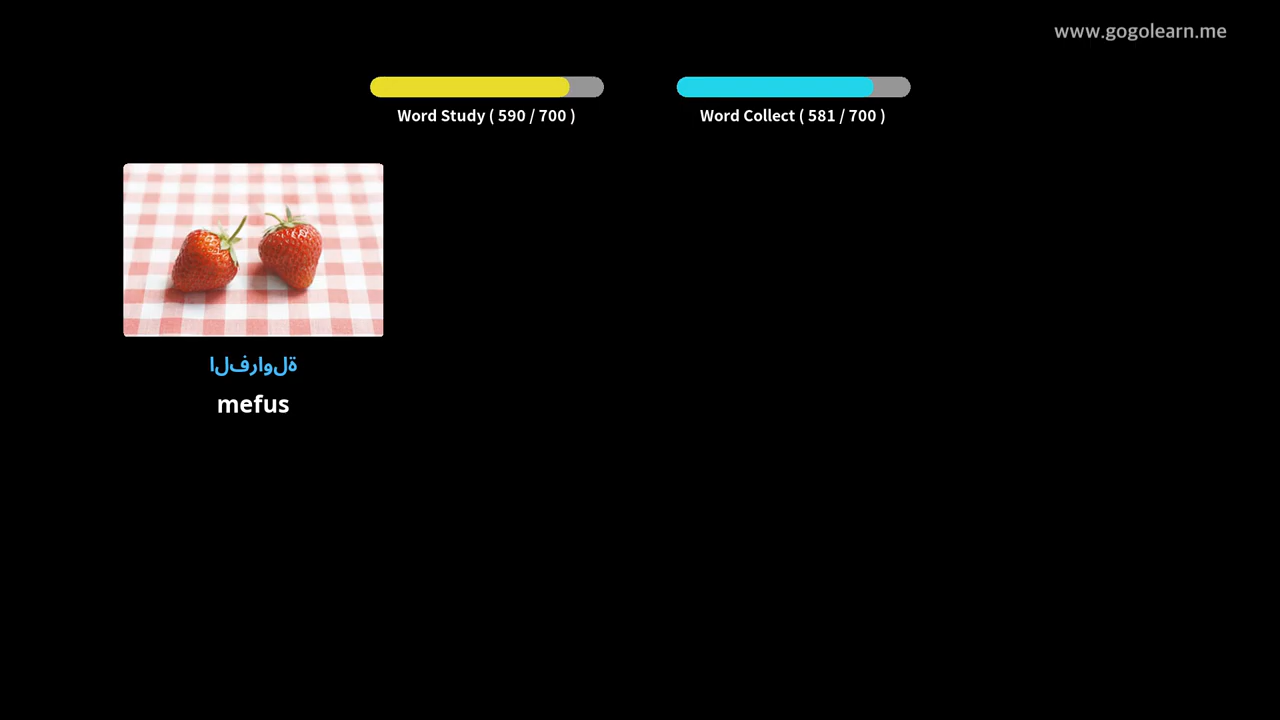 www.gogolearn.me
Word Study ( 590 / 700 )
Word Collect ( 581 / 700 )
الفراولة
mefus